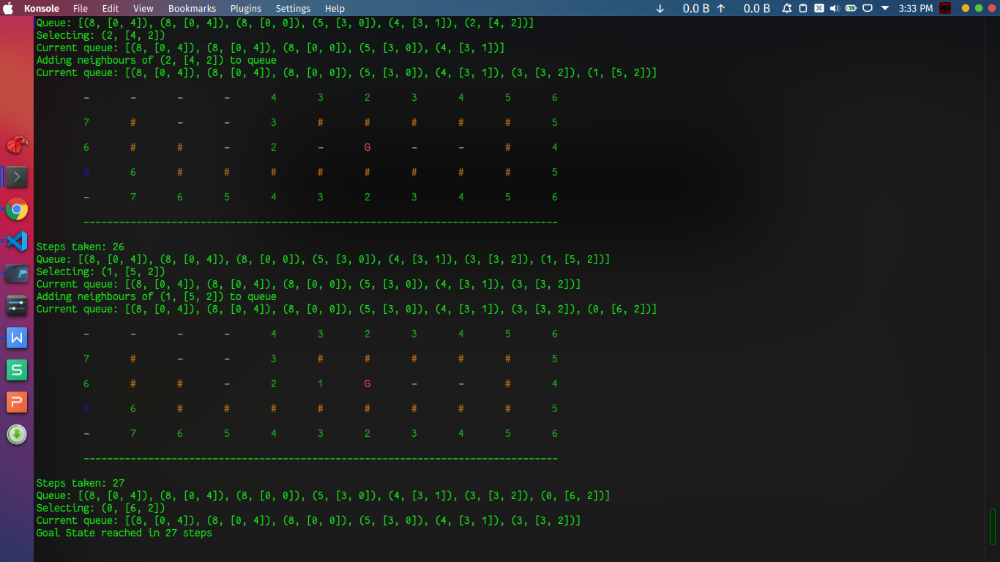 Konsole File Edit View Bookmarks Plugins Settings Help ↓ 0.0 B ↑ 0.0 B 3:33 PM
Queue: [(8, [0, 4]), (8, [0, 4]), (8, [0, 0]), (5, [3, 0]), (4, [3, 1]), (2, [4, 2])]
Selecting: (2, [4, 2])
Current queue: [(8, [0, 4]), (8, [0, 4]), (8, [0, 0]), (5, [3, 0]), (4, [3, 1])]
Adding neighbours of (2, [4, 2]) to queue
Current queue: [(8, [0, 4]), (8, [0, 4]), (8, [0, 0]), (5, [3, 0]), (4, [3, 1]), (3, [3, 2]), (1, [5, 2])]
- - - - 4 3 2 3 4 5 6
7 # - - 3 # # # # # 5
6 # # - 2 - G - - # 4
S 6 # # # # # # # # 5
- 7 6 5 4 3 2 3 4 5 6
---------------------------------------------------------------------------------
Steps taken: 26
Queue: [(8, [0, 4]), (8, [0, 4]), (8, [0, 0]), (5, [3, 0]), (4, [3, 1]), (3, [3, 2]), (1, [5, 2])]
Selecting: (1, [5, 2])
Current queue: [(8, [0, 4]), (8, [0, 4]), (8, [0, 0]), (5, [3, 0]), (4, [3, 1]), (3, [3, 2])]
Adding neighbours of (1, [5, 2]) to queue
Current queue: [(8, [0, 4]), (8, [0, 4]), (8, [0, 0]), (5, [3, 0]), (4, [3, 1]), (3, [3, 2]), (0, [6, 2])]
- - - - 4 3 2 3 4 5 6
7 # - - 3 # # # # # 5
6 # # - 2 1 G - - # 4
S 6 # # # # # # # # 5
- 7 6 5 4 3 2 3 4 5 6
---------------------------------------------------------------------------------
Steps taken: 27
Queue: [(8, [0, 4]), (8, [0, 4]), (8, [0, 0]), (5, [3, 0]), (4, [3, 1]), (3, [3, 2]), (0, [6, 2])]
Selecting: (0, [6, 2])
Current queue: [(8, [0, 4]), (8, [0, 4]), (8, [0, 0]), (5, [3, 0]), (4, [3, 1]), (3, [3, 2])]
Goal State reached in 27 steps